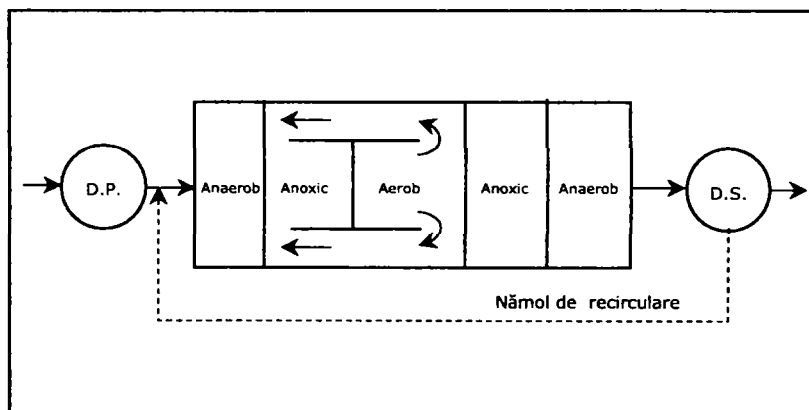 D.P.
Anaerob
Anoxic
Aerob
Anoxic
Anaerob
D.S.
Nămol de recirculare